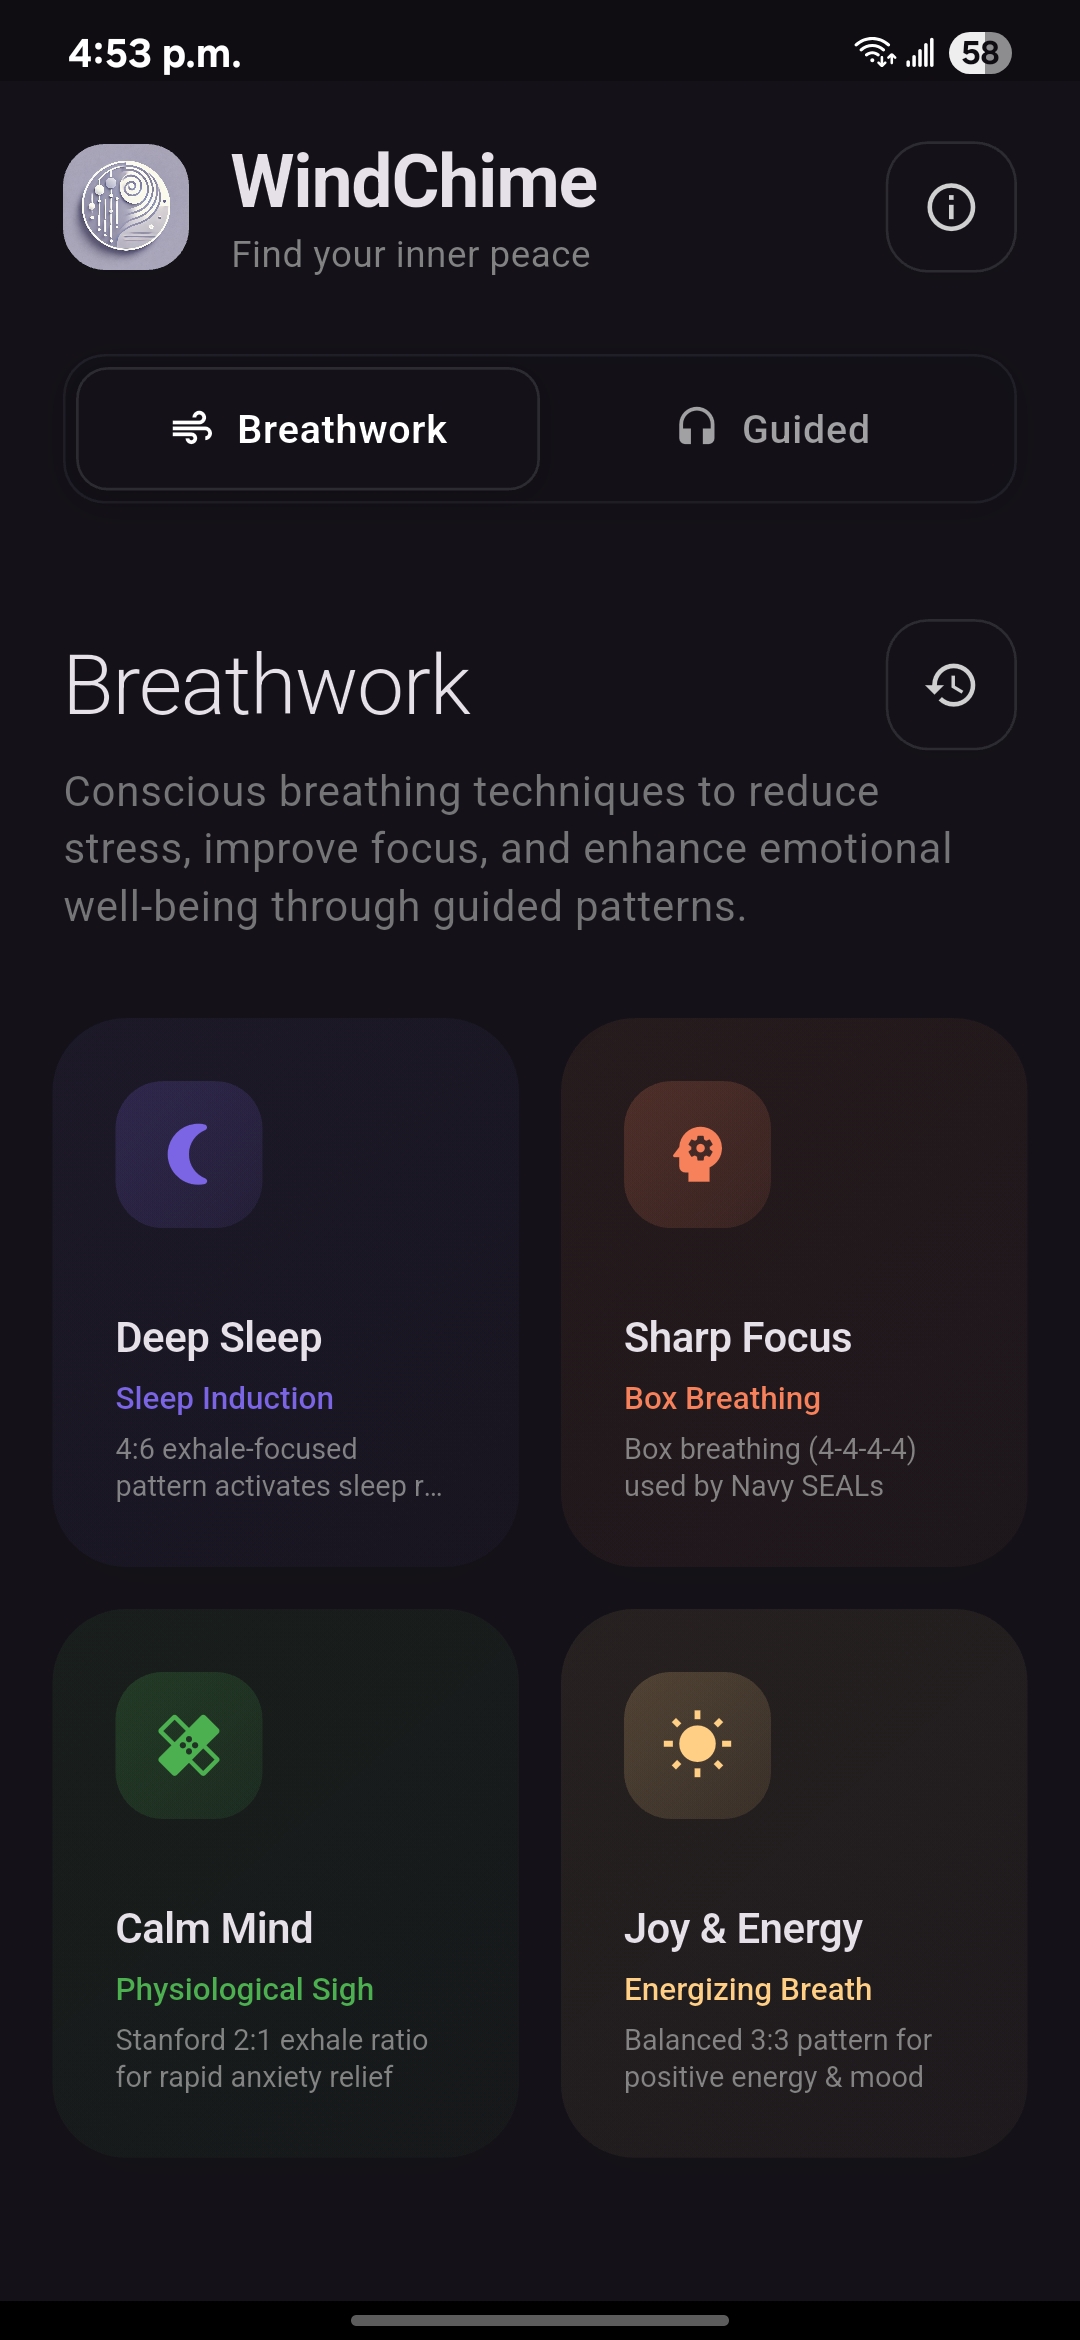 4:53 p.m.
58
WindChime
Find your inner peace
Breathwork
Guided
Breathwork
Conscious breathing techniques to reduce
stress, improve focus, and enhance emotional
well-being through guided patterns.
Deep Sleep
Sleep Induction
4:6 exhale-focused
pattern activates sleep r...
Sharp Focus
Box Breathing
Box breathing (4-4-4-4)
used by Navy SEALs
Calm Mind
Physiological Sigh
Stanford 2:1 exhale ratio
for rapid anxiety relief
Joy & Energy
Energizing Breath
Balanced 3:3 pattern for
positive energy & mood